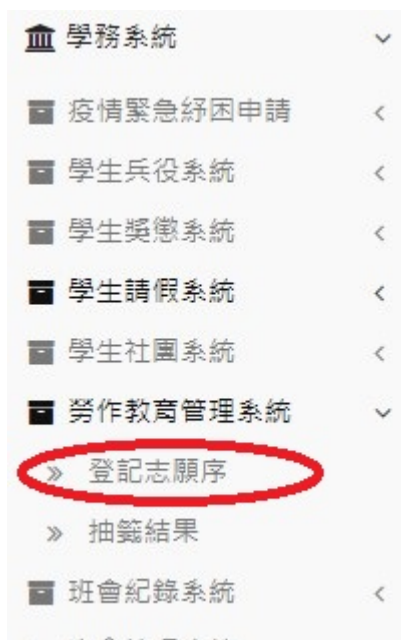 學務系統
疫情緊急紓困申請
學生兵役系統
學生獎懲系統
學生請假系統
學生社團系統
勞作教育管理系統
» 登記志願序
» 抽籤結果
班會紀錄系統